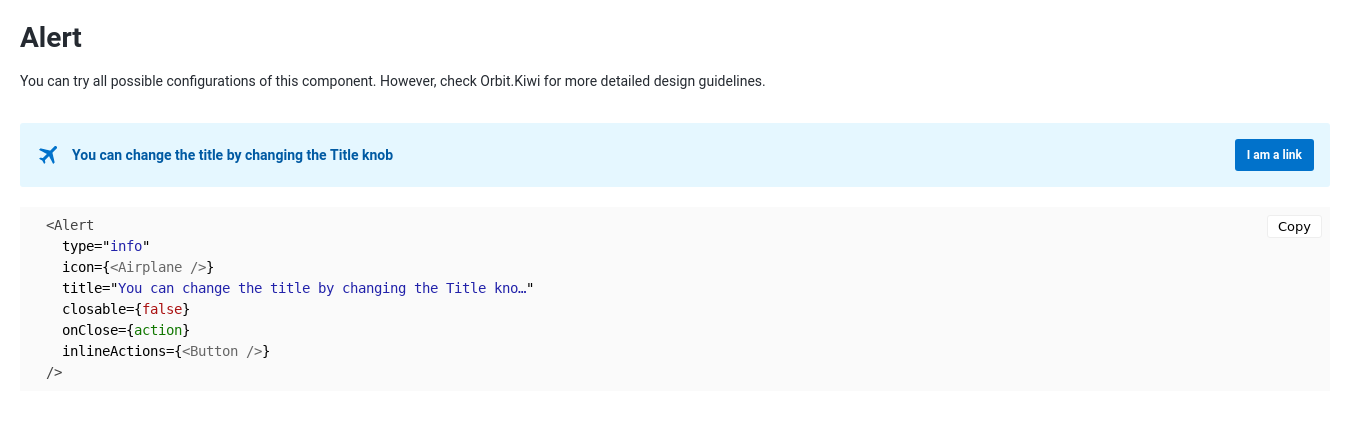 Alert
You can try all possible configurations of this component. However, check Orbit.Kiwi for more detailed design guidelines.
You can change the title by changing the Title knob
I am a link
Copy
<Alert
type="info"
icon={<Airplane />}
title="You can change the title by changing the Title kno…"
closable={false}
onClose={action}
inlineActions={<Button />}
/>